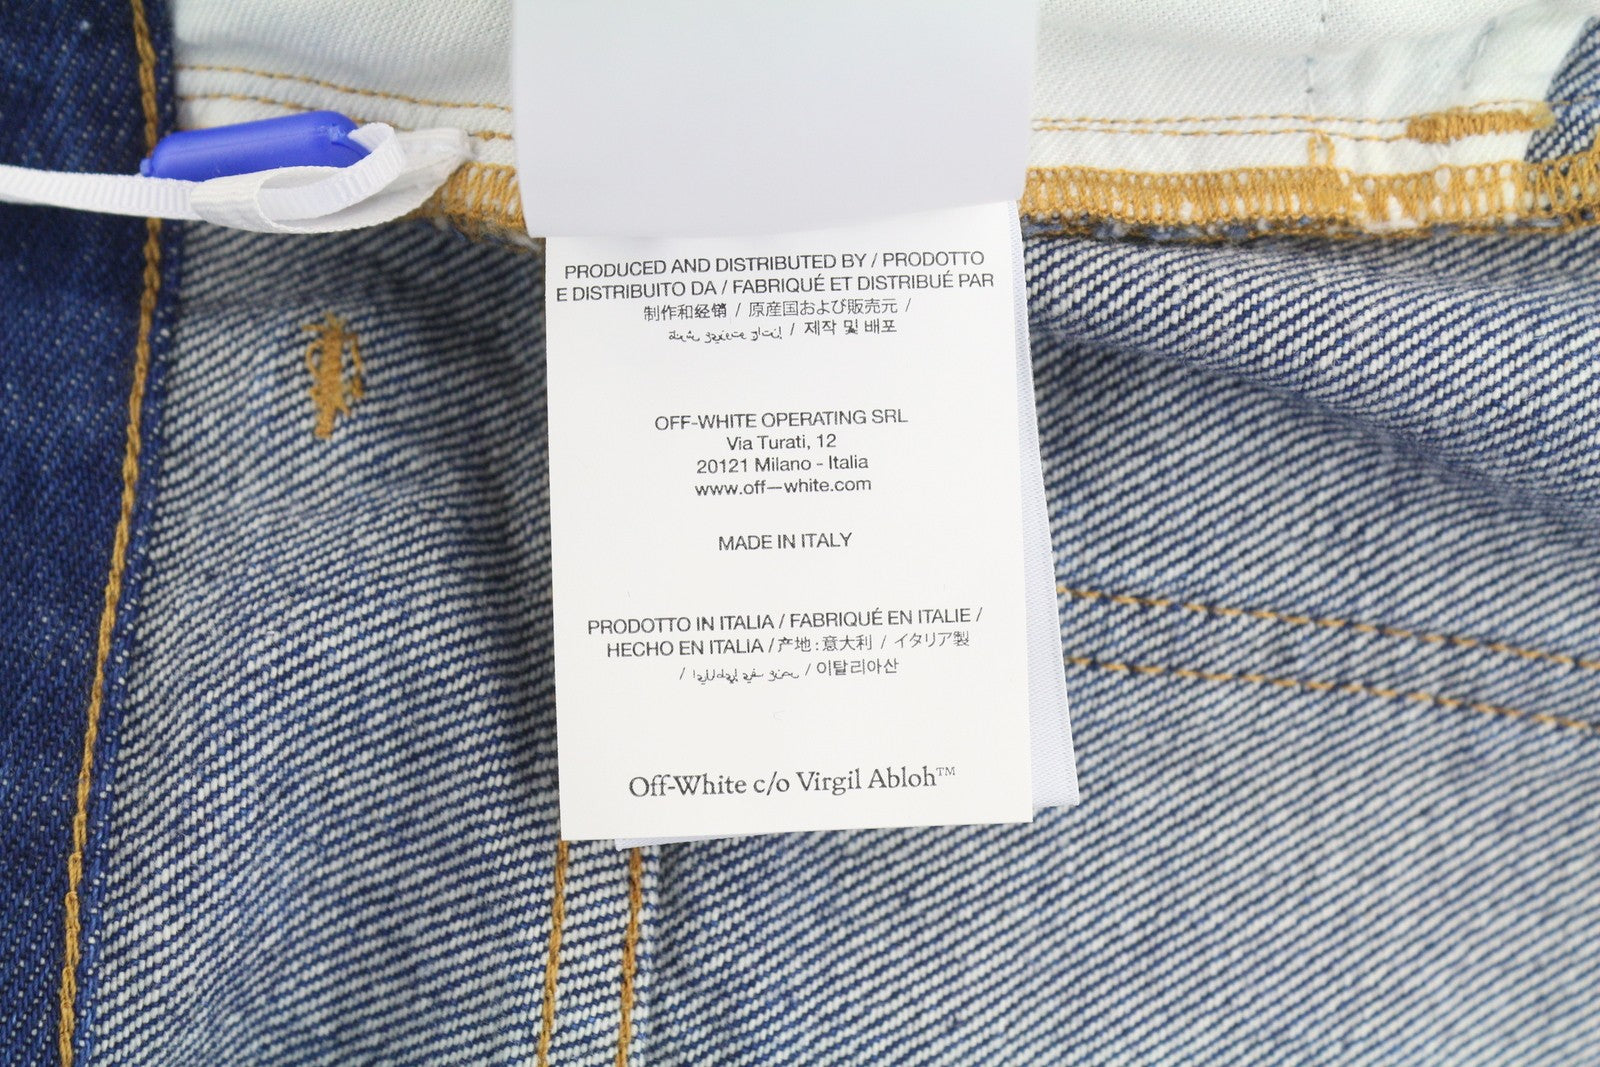 PRODUCED AND DISTRIBUTED BY / PRODOTTO
E DISTRIBUITO DA / FABRIQUÉ ET DISTRIBUÉ PAR
制作和经销 / 原産国および販売元 /
/ 제작 및 배포
OFF-WHITE OPERATING SRL
Via Turati, 12
20121 Milano - Italia
www.off—white.com
MADE IN ITALY
PRODOTTO IN ITALIA / FABRIQUÉ EN ITALIE /
HECHO EN ITALIA / 产地 : 意大利 / イタリア製
/ / 이탈리아산
Off-White c/o Virgil Abloh™